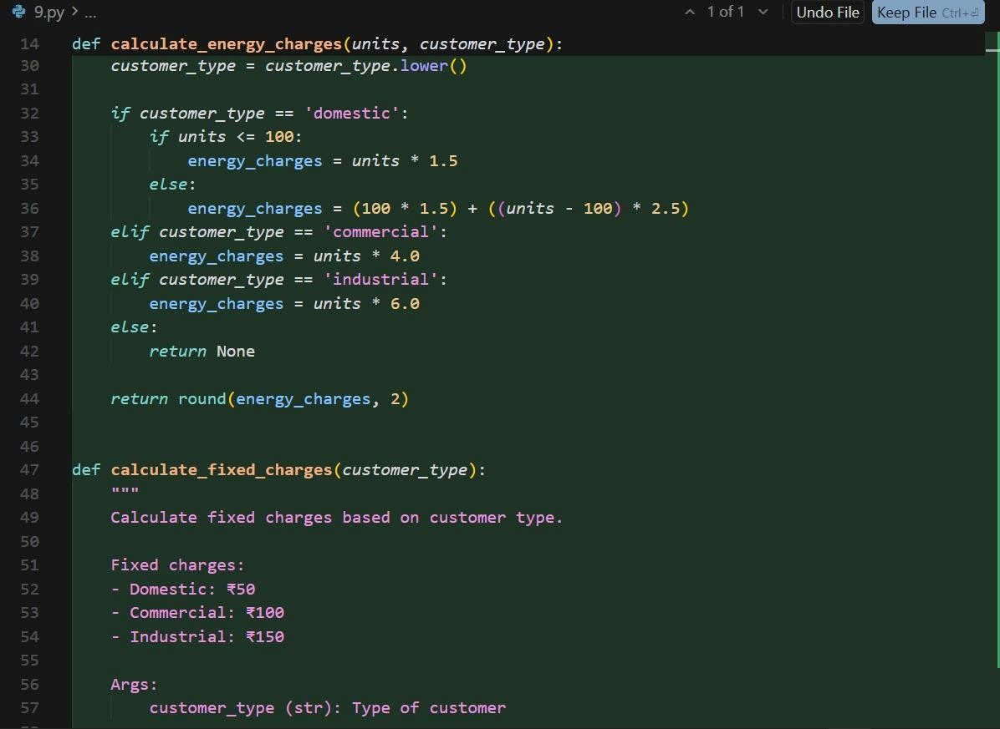 9.py > ...
1 of 1
Undo File
Keep File Ctrl+⏎
14 def calculate_energy_charges(units, customer_type):
30     customer_type = customer_type.lower()
31
32     if customer_type == 'domestic':
33         if units <= 100:
34             energy_charges = units * 1.5
35         else:
36             energy_charges = (100 * 1.5) + ((units - 100) * 2.5)
37     elif customer_type == 'commercial':
38         energy_charges = units * 4.0
39     elif customer_type == 'industrial':
40         energy_charges = units * 6.0
41     else:
42         return None
43
44     return round(energy_charges, 2)
45
46
47 def calculate_fixed_charges(customer_type):
48     """
49     Calculate fixed charges based on customer type.
50
51     Fixed charges:
52     - Domestic: ₹50
53     - Commercial: ₹100
54     - Industrial: ₹150
55
56     Args:
57         customer_type (str): Type of customer